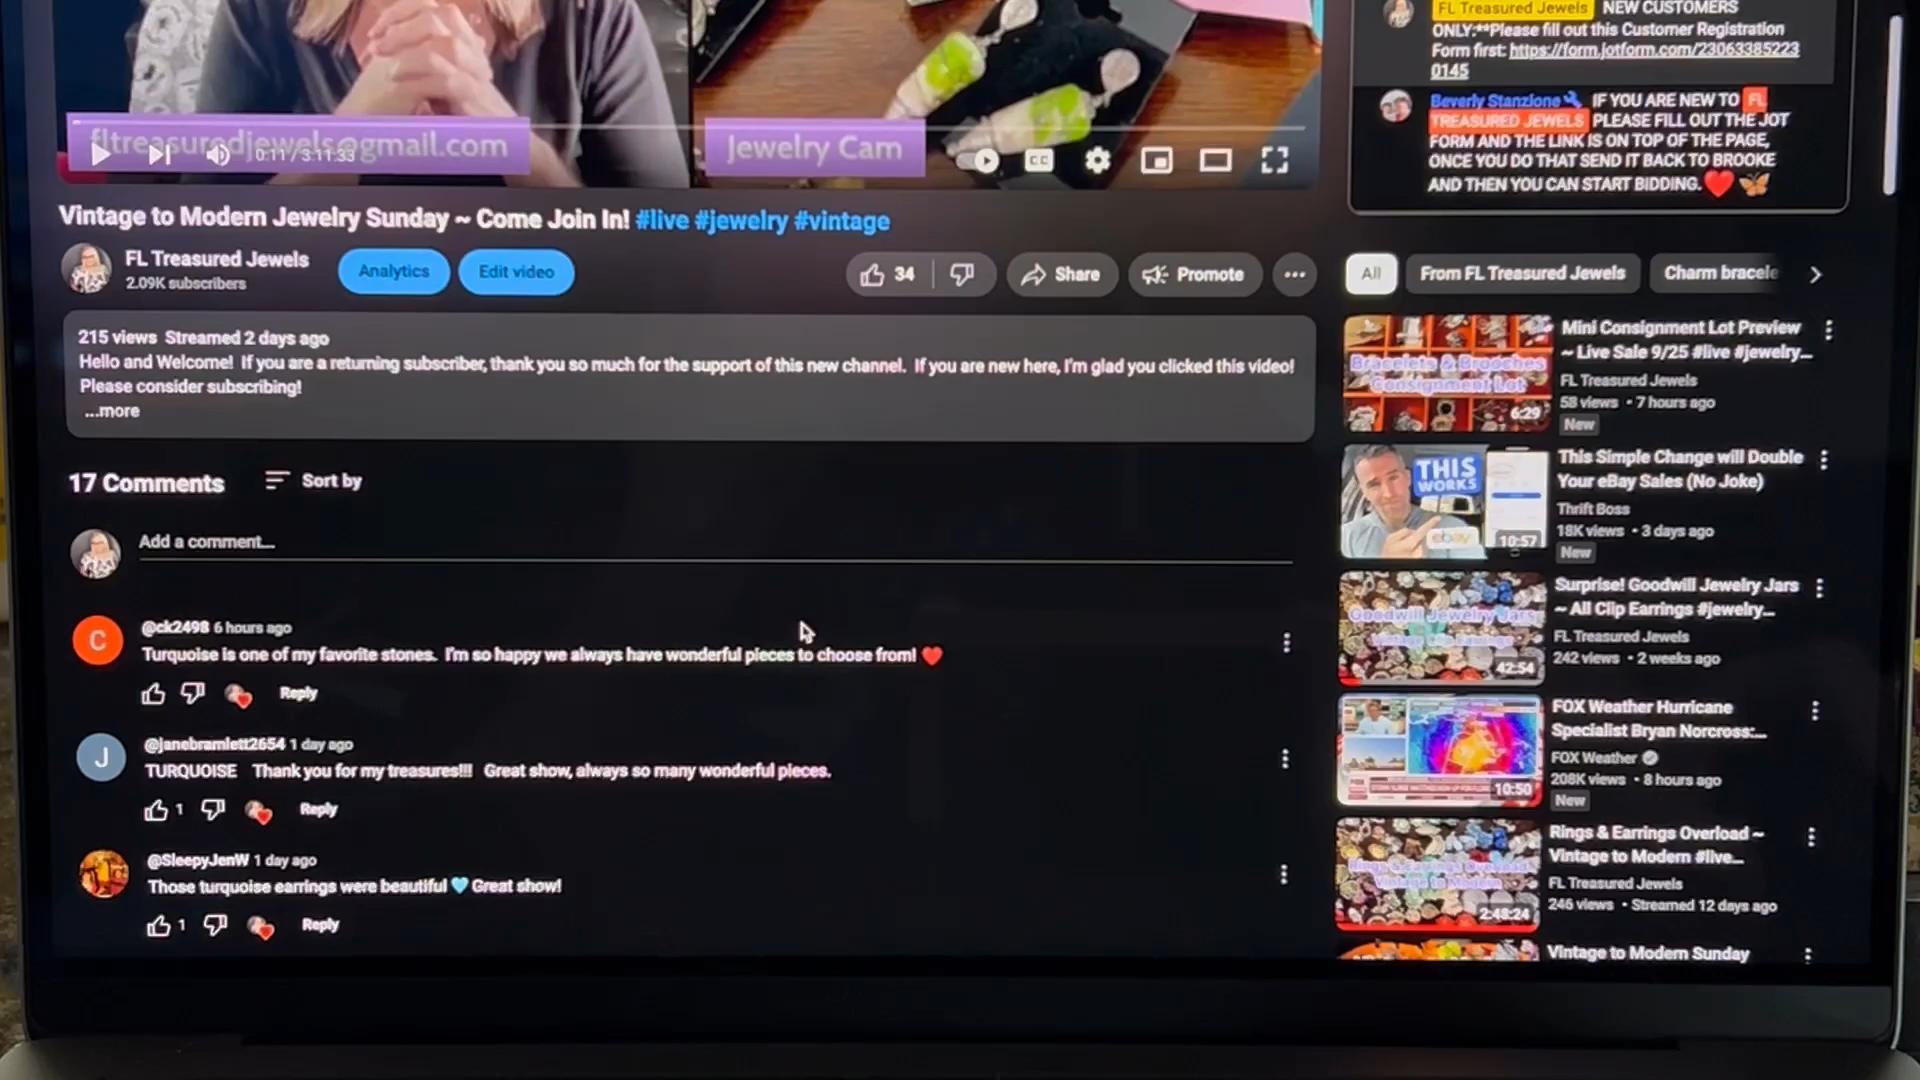 fltreasuredjewels@gmail.com
0:11 / 3:11:33
Jewelry Cam
CC
Vintage to Modern Jewelry Sunday ~ Come Join In! #live #jewelry #vintage
FL Treasured Jewels
2.09K subscribers
Analytics
Edit video
34
Share
Promote
215 views Streamed 2 days ago
Hello and Welcome! If you are a returning subscriber, thank you so much for the support of this new channel. If you are new here, I'm glad you clicked this video!
Please consider subscribing!
...more
17 Comments
Sort by
Add a comment...
C
@ck2498 6 hours ago
Turquoise is one of my favorite stones. I'm so happy we always have wonderful pieces to choose from! ❤️
Reply
J
@janebramlett2654 1 day ago
TURQUOISE Thank you for my treasures!!! Great show, always so many wonderful pieces.
1
Reply
@SleepyJenW 1 day ago
Those turquoise earrings were beautiful 🩵 Great show!
1
Reply
FL Treasured Jewels NEW CUSTOMERS
ONLY:**Please fill out this Customer Registration
Form first: https://form.jotform.com/23063385223
0145
Beverly Stanzione🔧 IF YOU ARE NEW TO FL
TREASURED JEWELS PLEASE FILL OUT THE JOT
FORM AND THE LINK IS ON TOP OF THE PAGE,
ONCE YOU DO THAT SEND IT BACK TO BROOKE
AND THEN YOU CAN START BIDDING.❤️🦋
All
From FL Treasured Jewels
Charm bracele
Bracelets & Brooches
Consignment Lot
6:29
Mini Consignment Lot Preview
~ Live Sale 9/25 #live #jewelry...
FL Treasured Jewels
58 views • 7 hours ago
New
THIS
WORKS
ebay
10:57
This Simple Change will Double
Your eBay Sales (No Joke)
Thrift Boss
18K views • 3 days ago
New
Goodwill Jewelry Jars
42:54
Surprise! Goodwill Jewelry Jars
~ All Clip Earrings #jewelry...
FL Treasured Jewels
242 views • 2 weeks ago
10:50
FOX Weather Hurricane
Specialist Bryan Norcross:...
FOX Weather
208K views • 8 hours ago
New
Rings & Earrings Overload
Vintage to Modern
2:48:24
Rings & Earrings Overload ~
Vintage to Modern #live...
FL Treasured Jewels
246 views • Streamed 12 days ago
Vintage to Modern Sunday